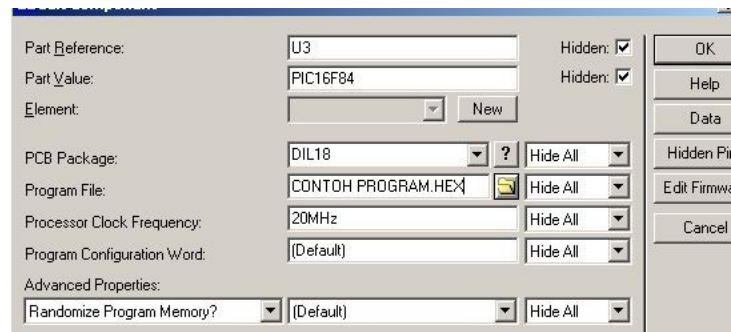 Part Reference: U3 Hidden: OK
Part Value: PIC16F84 Hidden: Help
Element: New Data
PCB Package: DIL18 ? Hide All Hidden
Program File: CONTOH PROGRAM.HEX Hide All Edit
Processor Clock Frequency: 20MHz Hide All Cancel
Program Configuration Word: (Default) Hide All
Advanced Properties:
Randomize Program Memory? (Default) Hide All